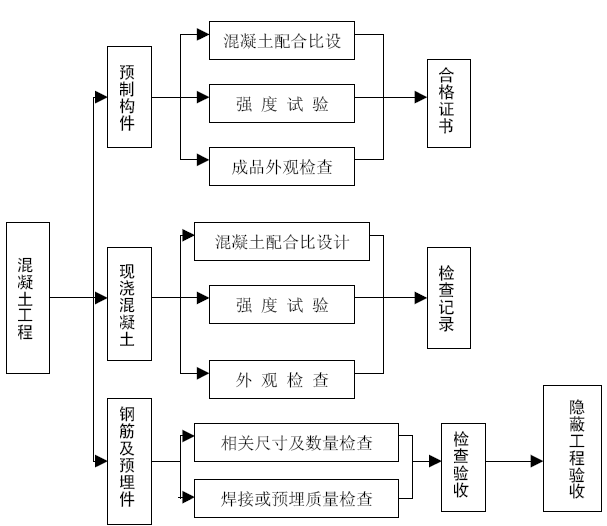 混凝土工程
预制构件
混凝土配合比设
强度试验
成品外观检查
合格证书
现浇混凝土
混凝土配合比设计
强度试验
外观检查
检查记录
钢筋及预埋件
相关尺寸及数量检查
焊接或预埋质量检查
检查验收
隐蔽工程验收